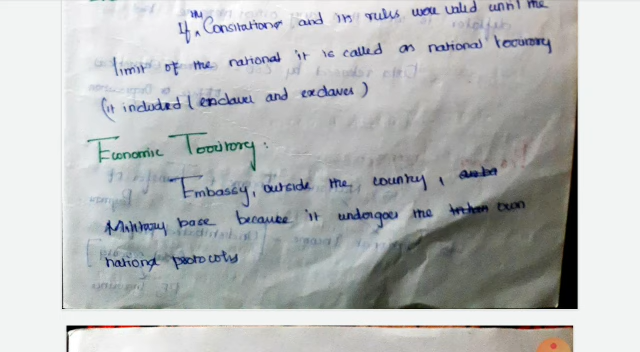 If the Constitution and its rules were valid until the
limit of the national it is called as national Teoorory
(it included (enclaves and exclaves)
Economic Teooitory:
Embassy, outside the country,
Military base because it undergoes the own
national protocols